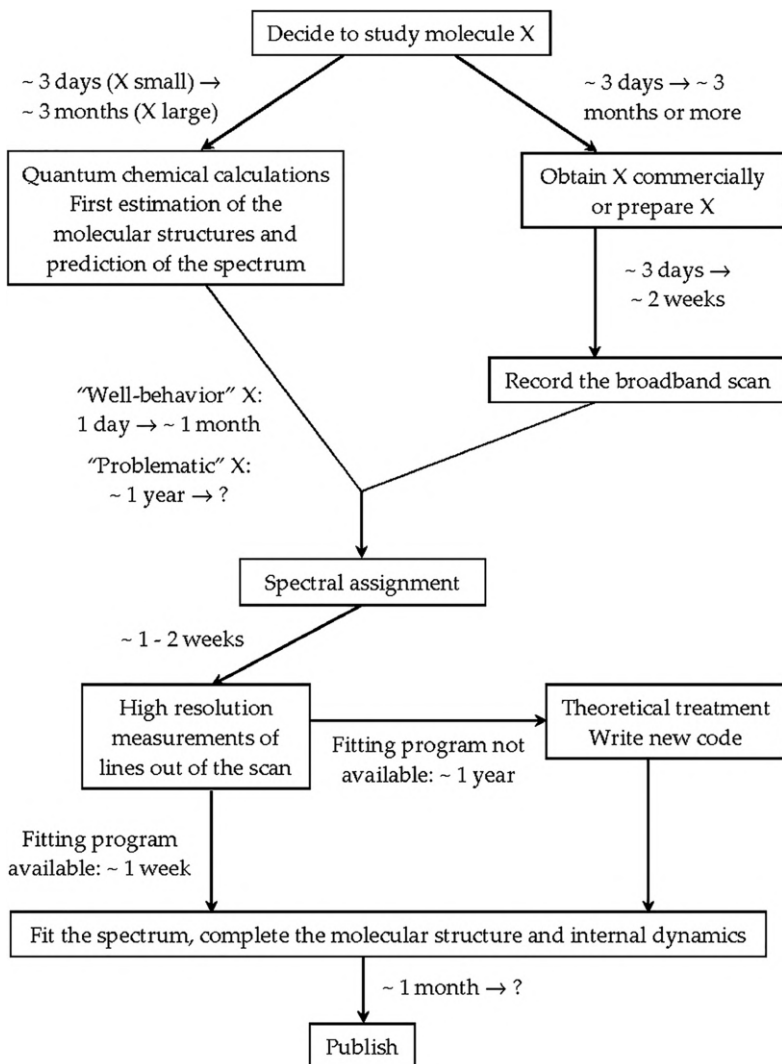 Decide to study molecule X
~ 3 days (X small) →
~ 3 months (X large)
~ 3 days → ~ 3
months or more
Quantum chemical calculations
First estimation of the
molecular structures and
prediction of the spectrum
Obtain X commercially
or prepare X
~ 3 days →
~ 2 weeks
Record the broadband scan
“Well-behavior” X:
1 day → ~ 1 month
“Problematic” X:
~ 1 year → ?
Spectral assignment
~ 1 - 2 weeks
High resolution
measurements of
lines out of the scan
Fitting program not
available: ~ 1 year
Theoretical treatment
Write new code
Fitting program
available: ~ 1 week
Fit the spectrum, complete the molecular structure and internal dynamics
~ 1 month → ?
Publish